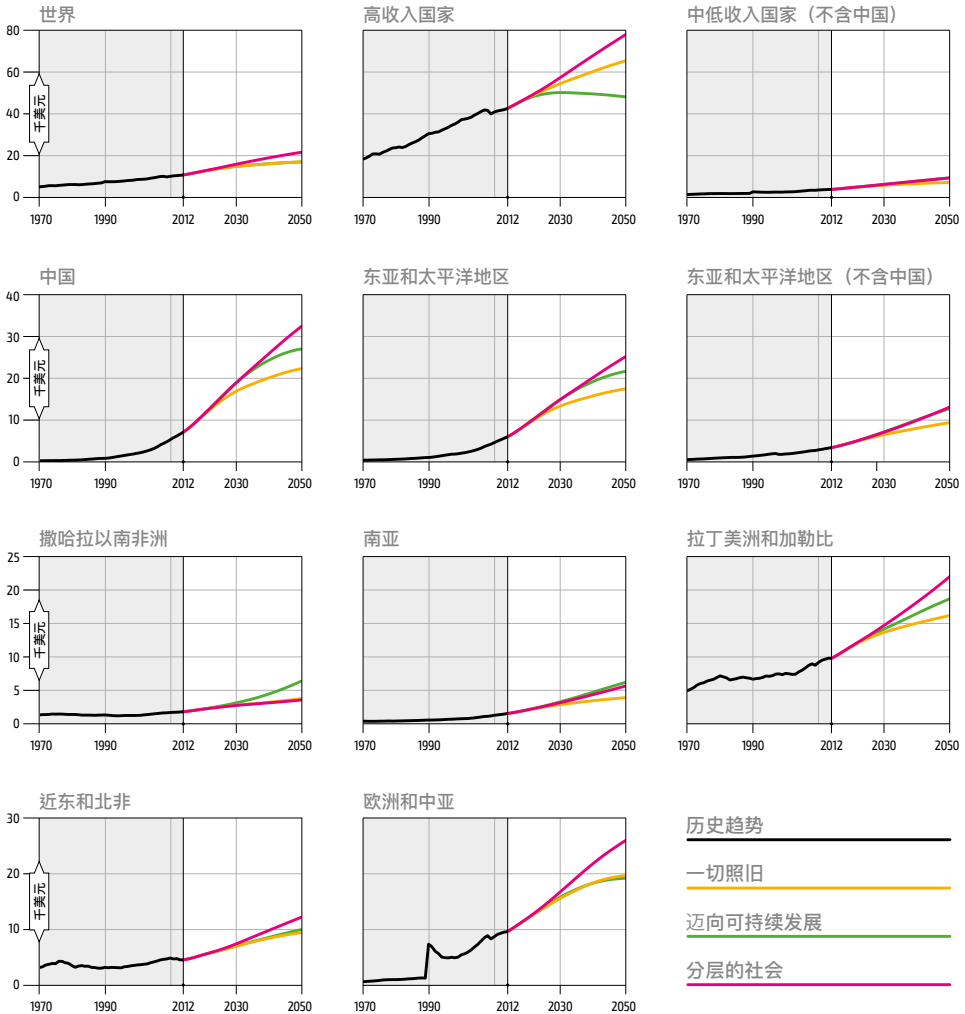 世界
高收入国家
中低收入国家（不含中国）
80
60
40
20
0
千美元
1970 1990 2012 2030 2050
1970 1990 2012 2030 2050
1970 1990 2012 2030 2050
中国
东亚和太平洋地区
东亚和太平洋地区（不含中国）
40
30
20
10
0
千美元
1970 1990 2012 2030 2050
1970 1990 2012 2030 2050
1970 1990 2012 2030 2050
撒哈拉以南非洲
南亚
拉丁美洲和加勒比
25
20
15
10
5
0
千美元
1970 1990 2012 2030 2050
1970 1990 2012 2030 2050
1970 1990 2012 2030 2050
近东和北非
欧洲和中亚
30
20
10
0
千美元
1970 1990 2012 2030 2050
1970 1990 2012 2030 2050
历史趋势
一切照旧
迈向可持续发展
分层的社会